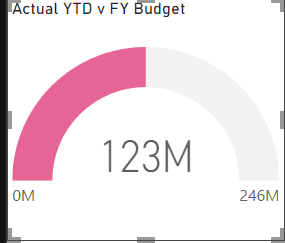 Actual YTD v FY Budget
123M
0M
246M